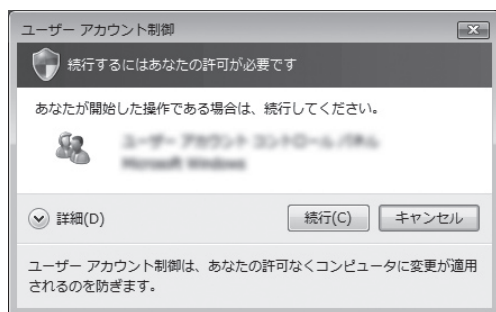 ユーザー アカウント制御
続行するにはあなたの許可が必要です
あなたが開始した操作である場合は、続行してください。
詳細(D)
続行(C)
キャンセル
ユーザー アカウント制御は、あなたの許可なくコンピュータに変更が適用
されるのを防ぎます。